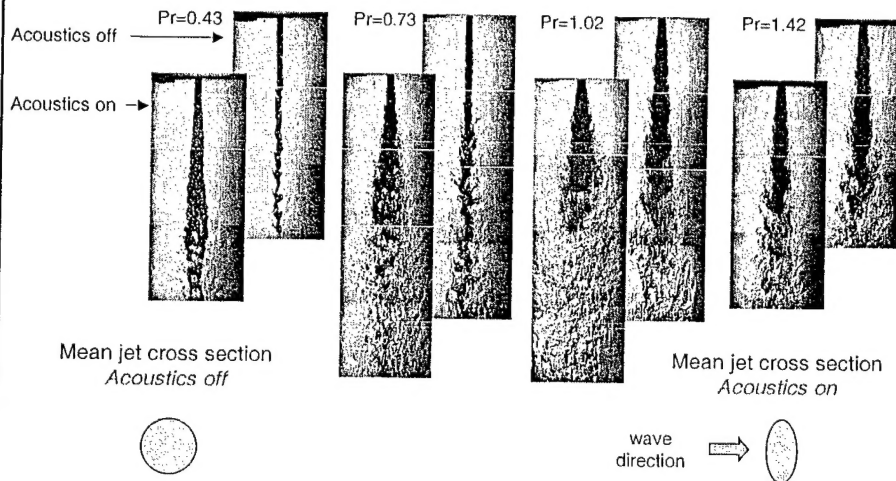 Acoustics off
Pr=0.43
Pr=0.73
Pr=1.02
Pr=1.42
Acoustics on
Mean jet cross section
Acoustics off
Mean jet cross section
Acoustics on
wave
direction